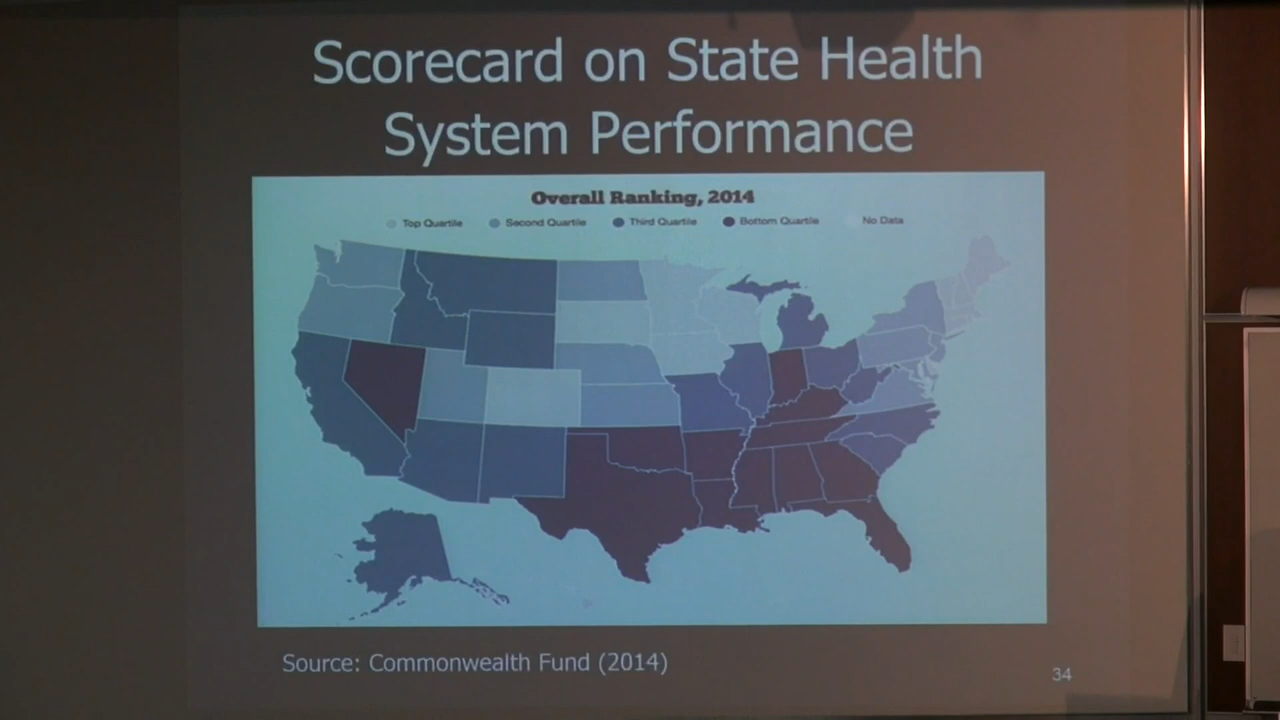 Scorecard on State Health
System Performance
Overall Ranking, 2014
Top Quartile Second Quartile Third Quartile Bottom Quartile No Data
Source: Commonwealth Fund (2014)
34